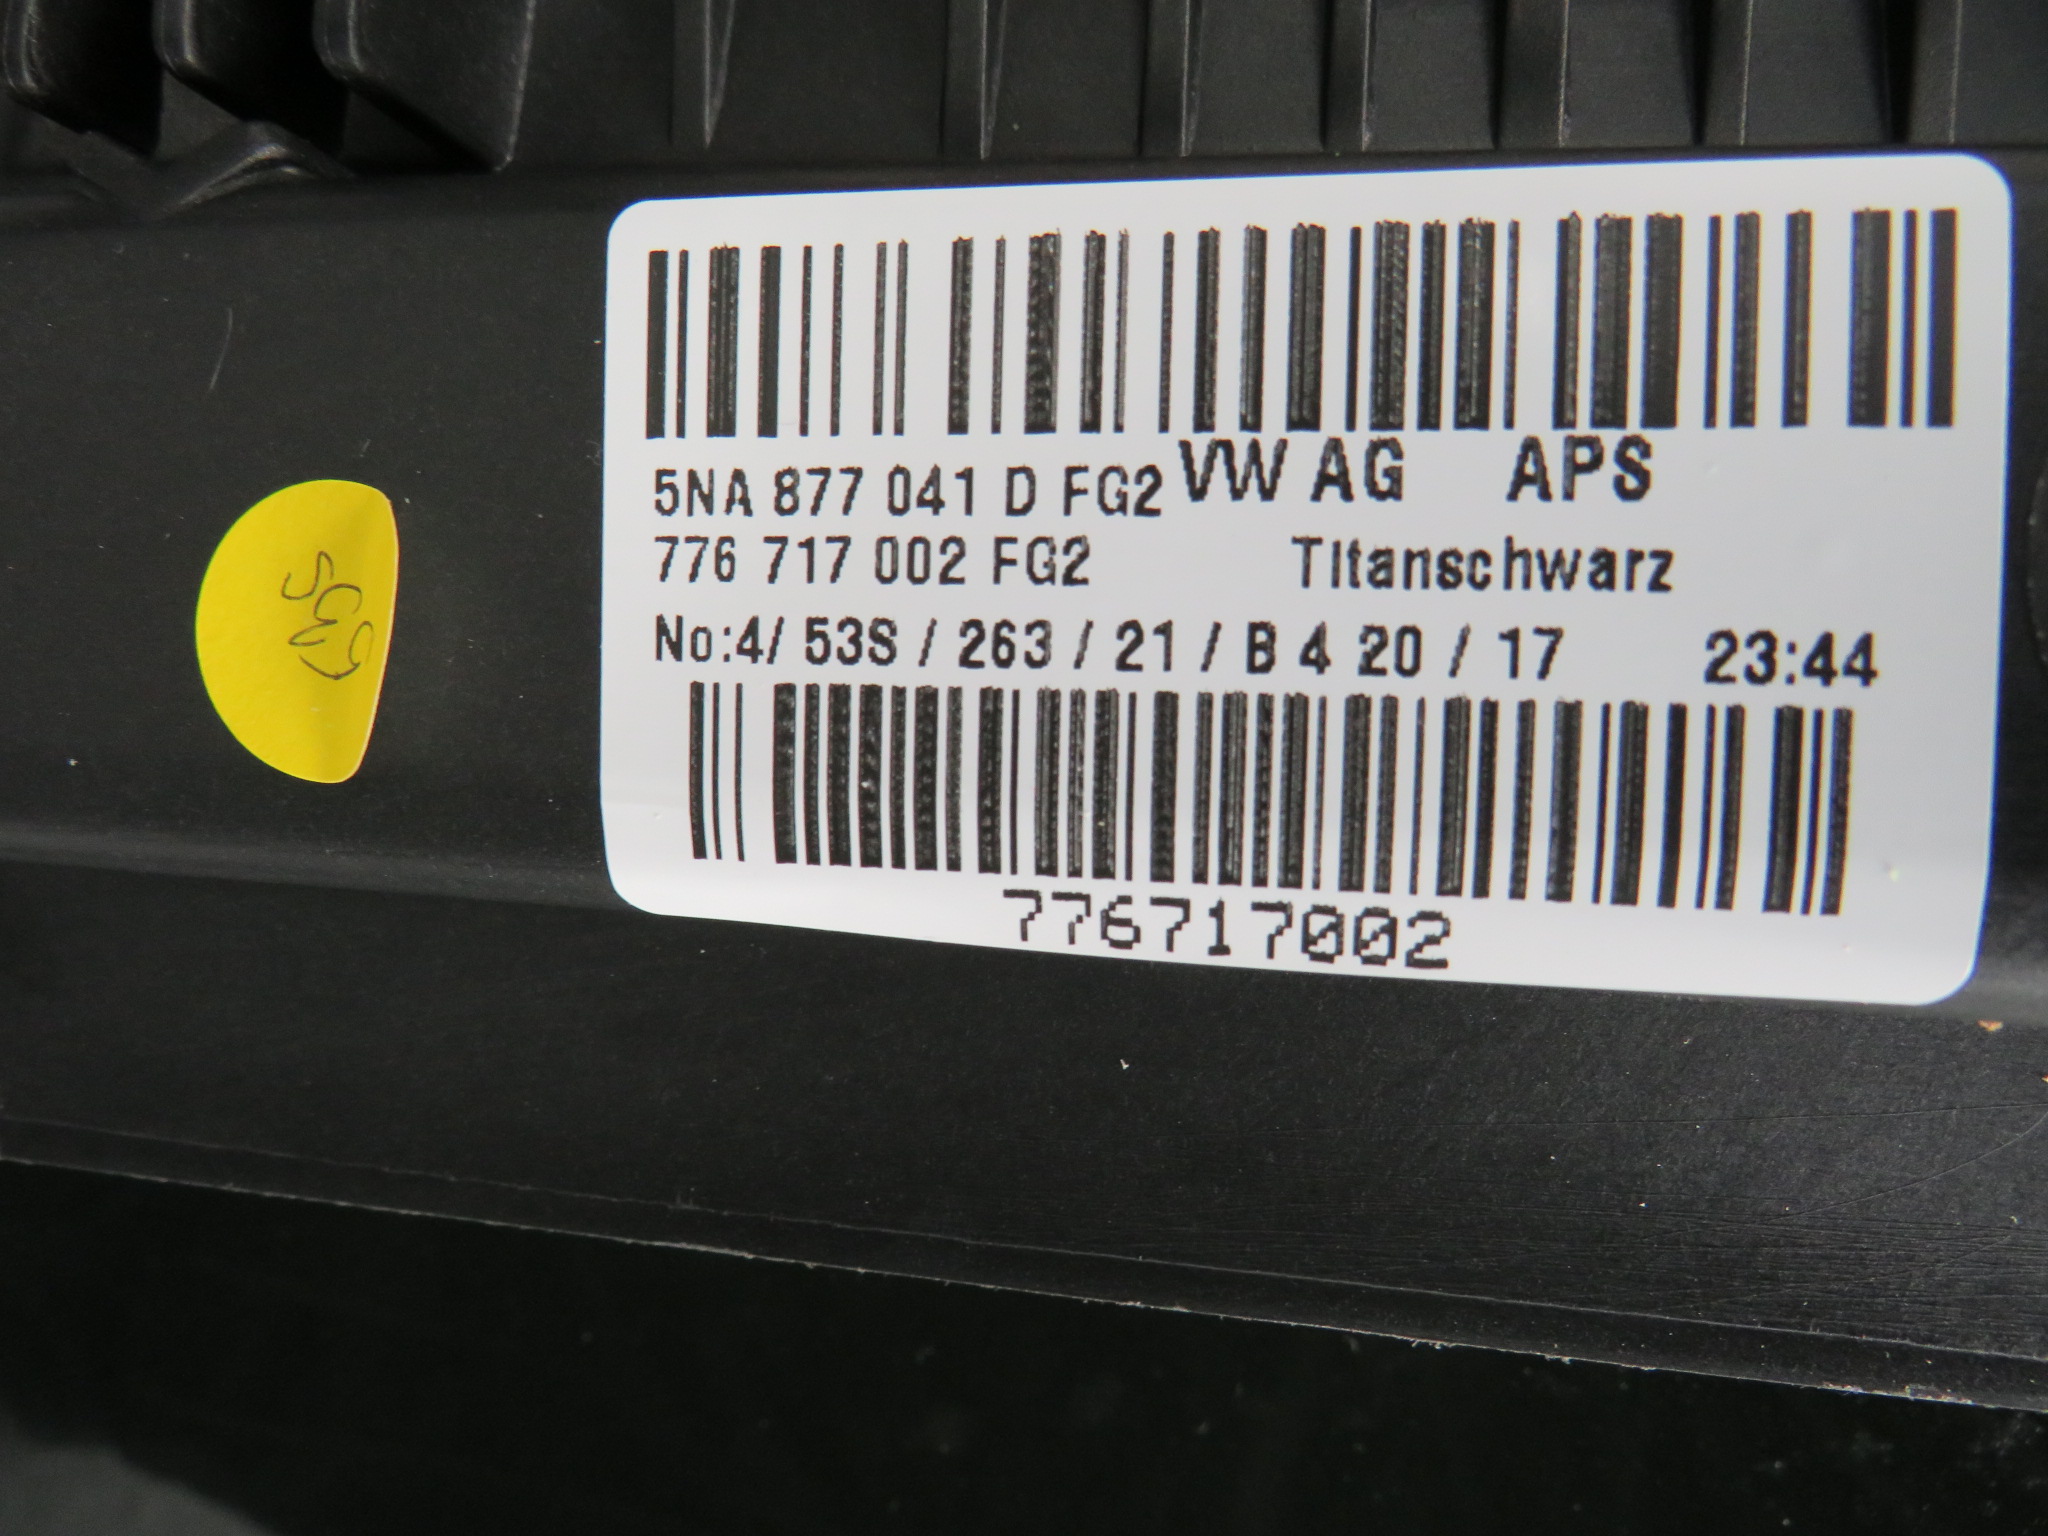 5NA 877 041 D FG2 VW AG APS
776 717 002 FG2 Titanschwarz
No:4/ 53S / 263 / 21 / B 4 20 / 17 23:44
776717002